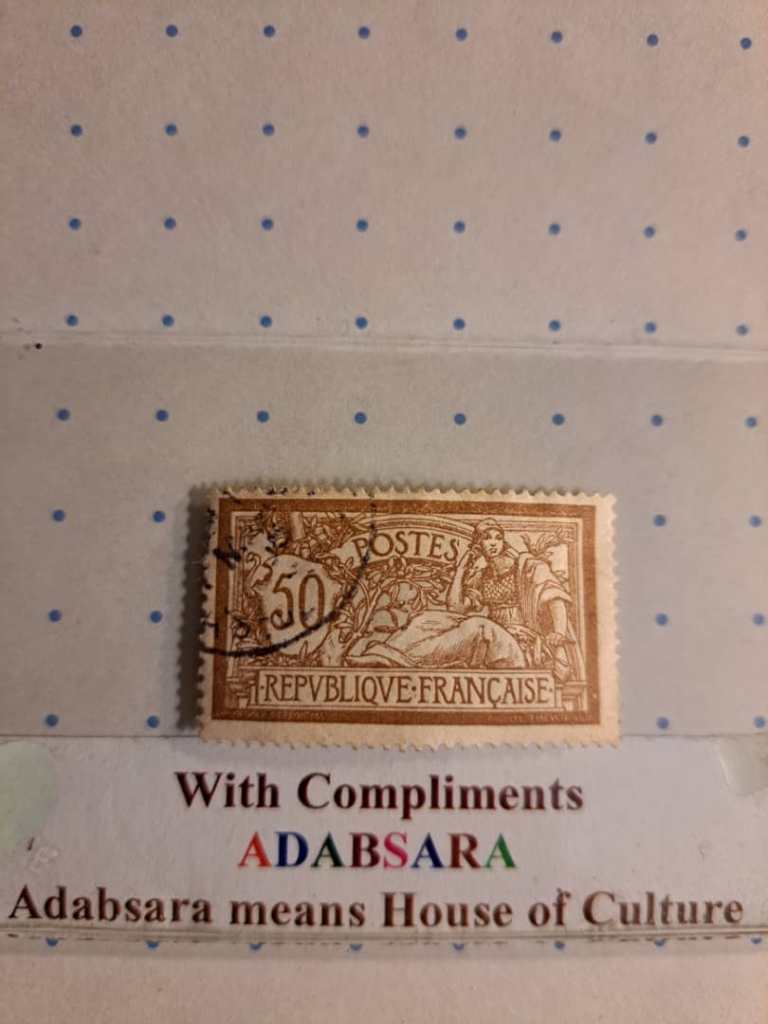 POSTES
50
·REPVBLIQVE·FRANÇAISE·
With Compliments
ADABSARA
Adabsara means House of Culture